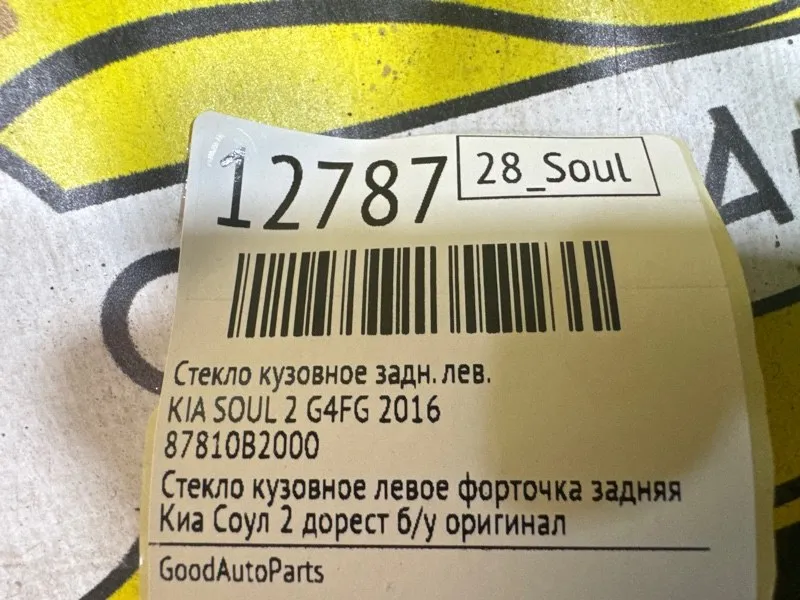 12787
28_Soul
Стекло кузовное задн. лев.
KIA SOUL 2 G4FG 2016
87810B2000
Стекло кузовное левое форточка задняя
Киа Соул 2 дорест б/у оригинал
GoodAutoParts